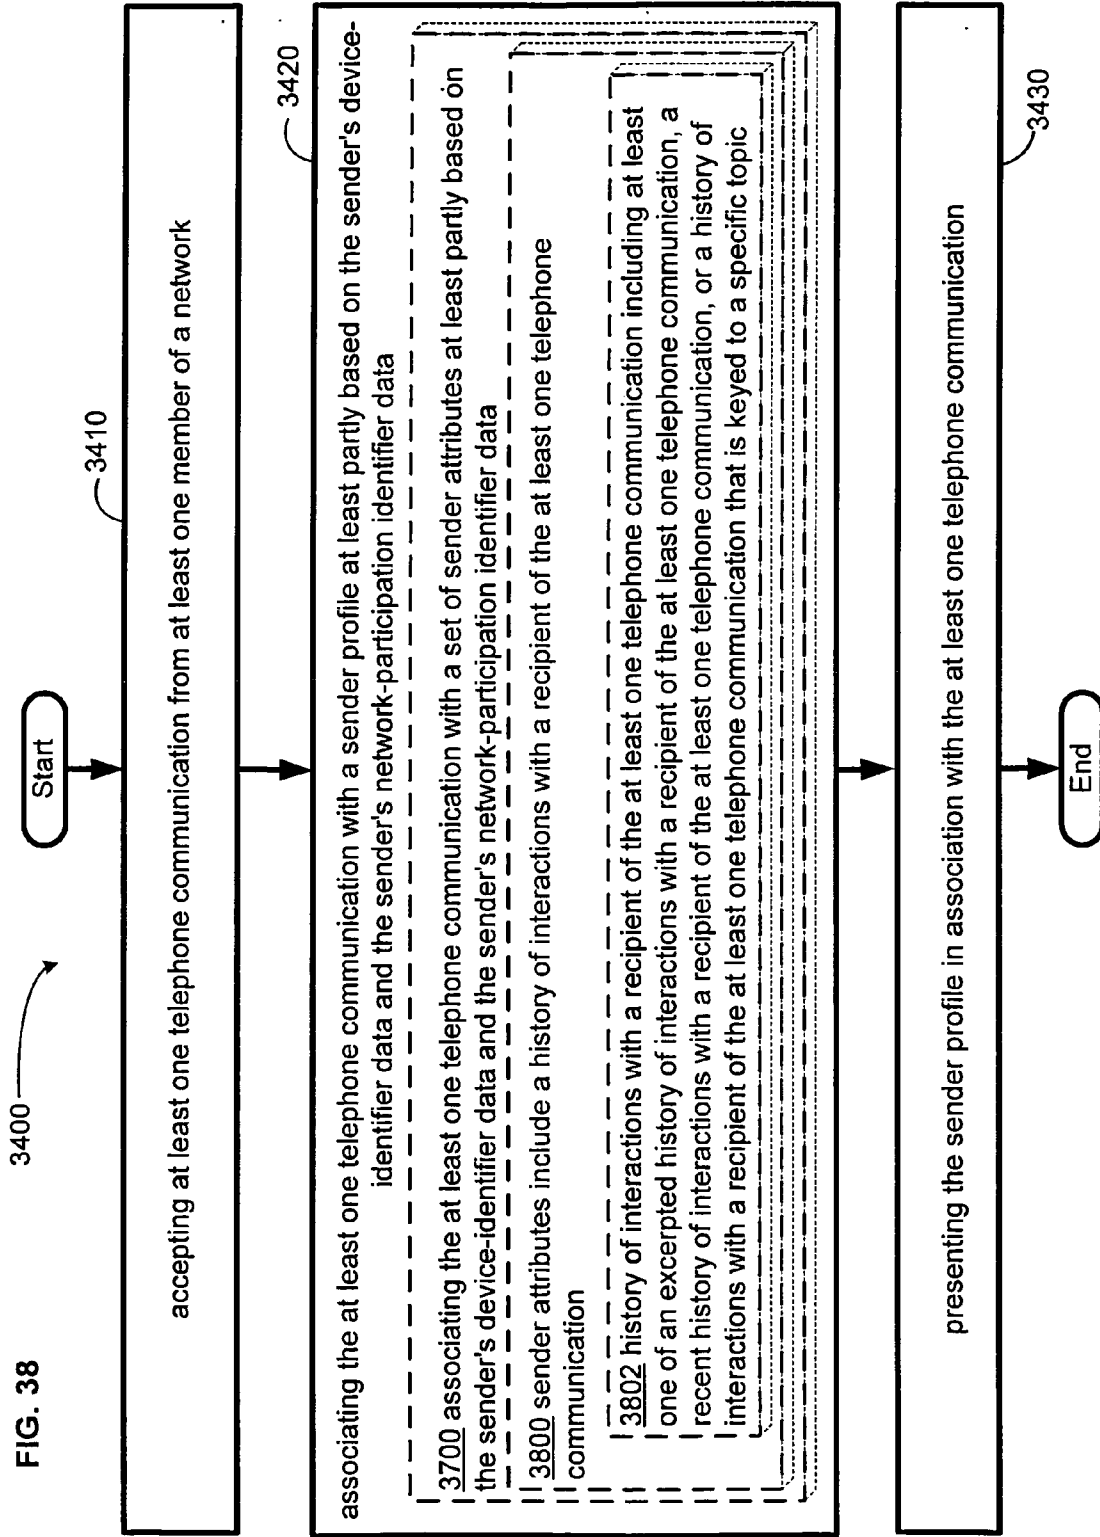 FIG. 38
3400
Start
3410
accepting at least one telephone communication from at least one member of a network
3420
associating the at least one telephone communication with a sender profile at least partly based on the sender's device-
identifier data and the sender's network-participation identifier data
3700 associating the at least one telephone communication with a set of sender attributes at least partly based on
the sender's device-identifier data and the sender's network-participation identifier data
3800 sender attributes include a history of interactions with a recipient of the at least one telephone
communication
3802 history of interactions with a recipient of the at least one telephone communication including at least
one of an excerpted history of interactions with a recipient of the at least one telephone communication, a
recent history of interactions with a recipient of the at least one telephone communication, or a history of
interactions with a recipient of the at least one telephone communication that is keyed to a specific topic
presenting the sender profile in association with the at least one telephone communication
3430
End